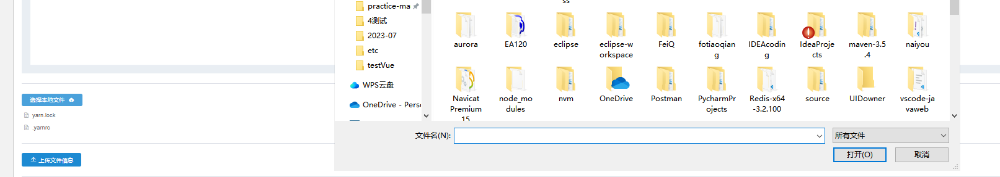 选择本地文件
yarn.lock
.yarnrc
上传文件信息
practice-ma
4测试
2023-07
etc
testVue
WPS云盘
OneDrive - Pers
ss
aurora
EA120
eclipse
eclipse-w
orkspace
FeiQ
fotiaoqian
g
IDEAcodin
g
IdeaProje
cts
maven-3.5
.4
naiyou
Navicat
Premium
15
node_mo
dules
nvm
OneDrive
Postman
PycharmPr
ojects
Redis-x64
-3.2.100
source
UIDowner
vscode-ja
vaweb
文件名(N):
所有文件
打开(O)
取消